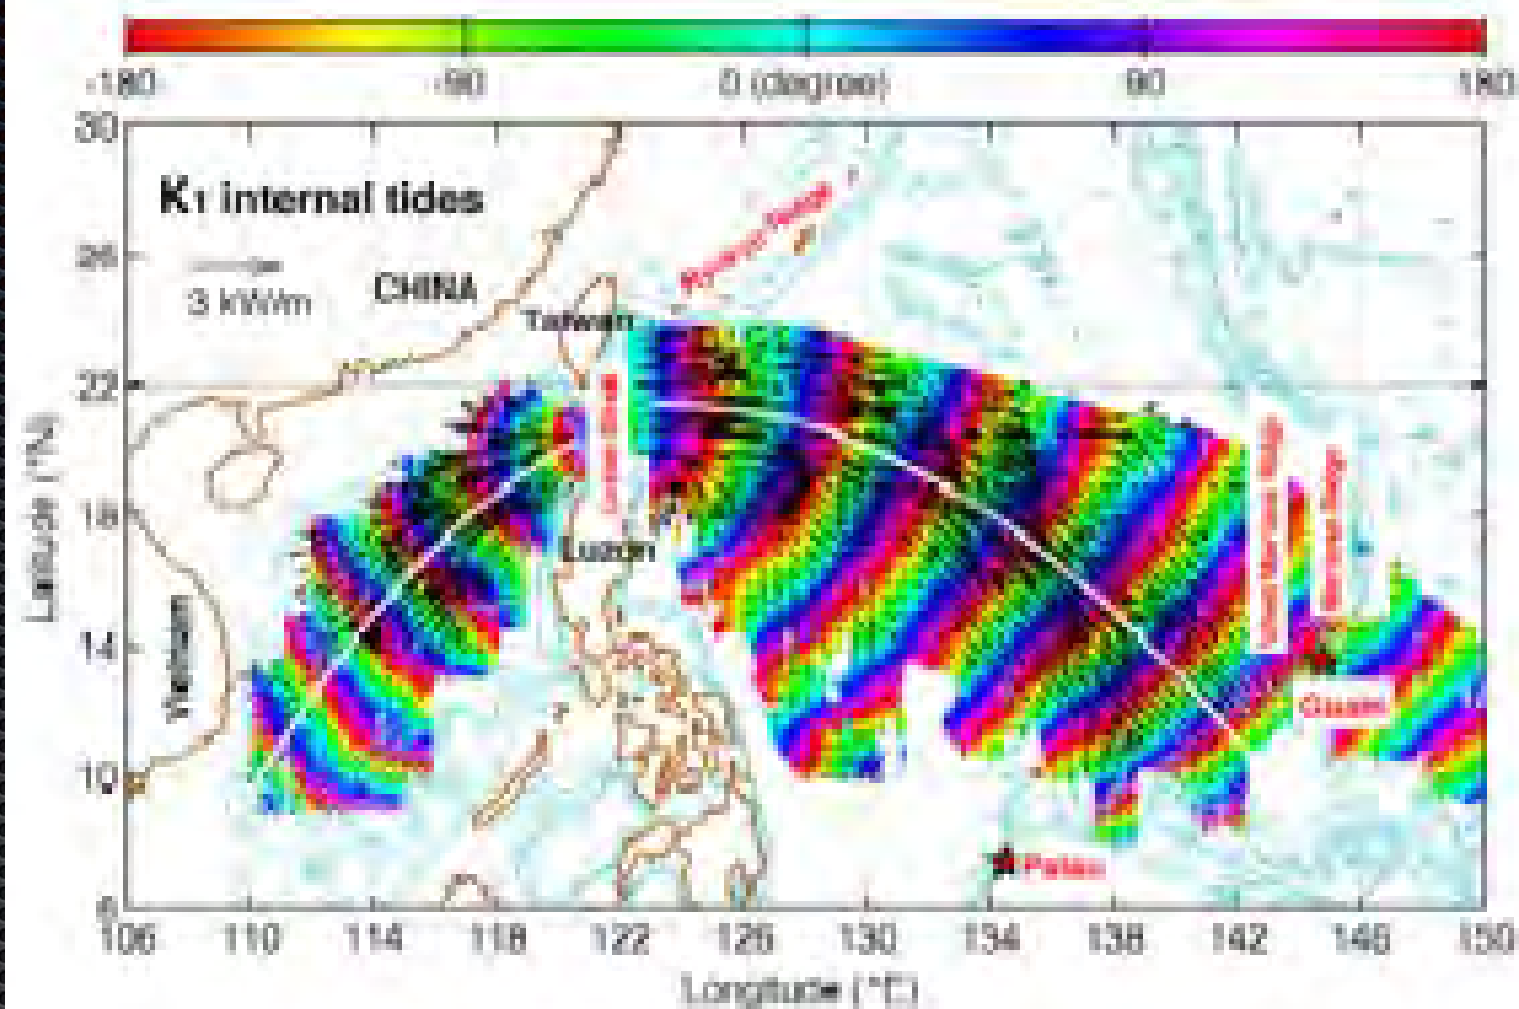 -180 -90 0 (degree) 90 180
30
K1 internal tides
26
3 kW/m
CHINA
Taiwan
22
18
Luzon
Latitude (°N)
14
Vietnam
Guam
10
Palau
6
106 110 114 118 122 126 130 134 138 142 146 150
Longitude (°E)